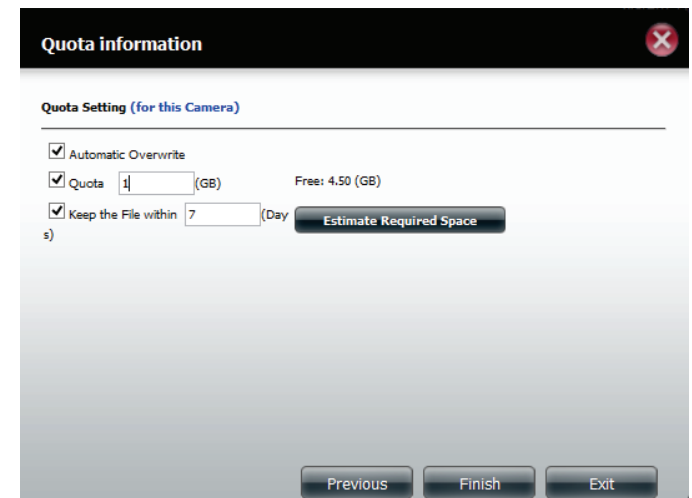 Quota information
Quota Setting (for this Camera)
Automatic Overwrite
Quota 1 (GB) Free: 4.50 (GB)
Keep the File within 7 (Day
s)
Estimate Required Space
Previous Finish Exit